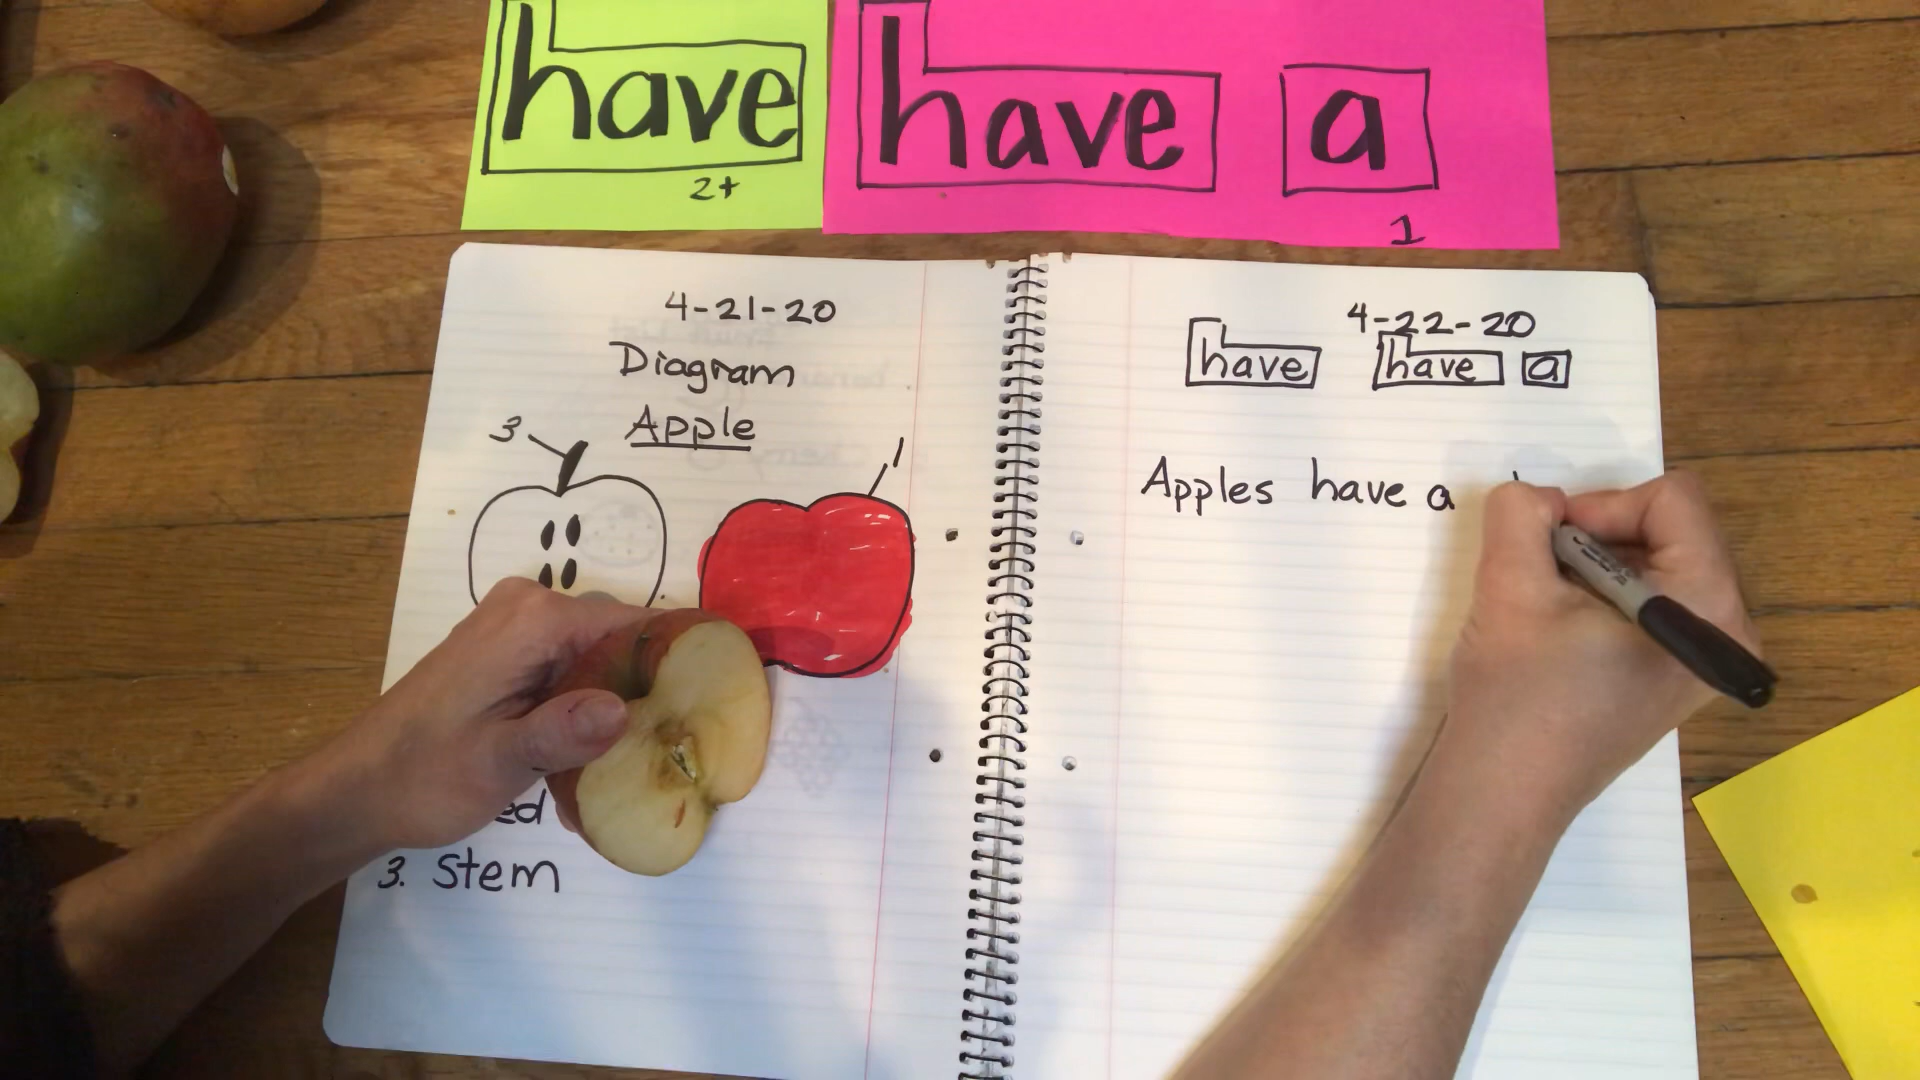 have
2+
have a
1
4-21-20
Diagram
Apple
3
1
ed
3. Stem
4-22-20
have have a
Apples have a